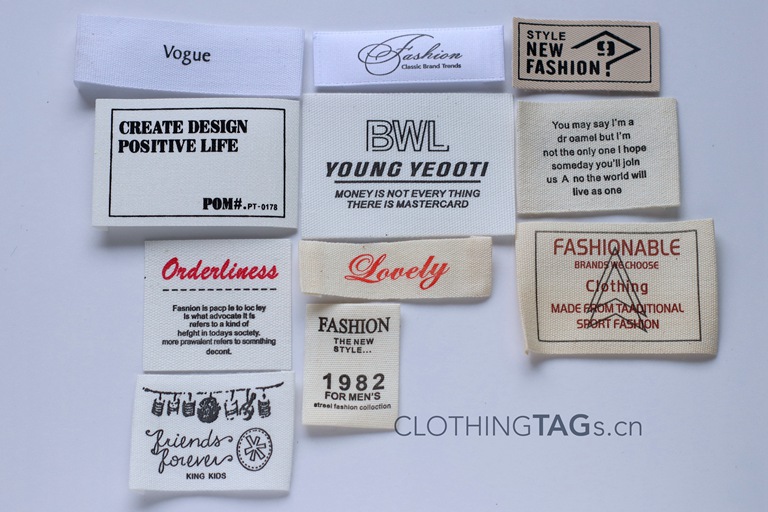 Vogue
Fashion
Classic Brand Trends
STYLE
NEW
FASHION?
9
CREATE DESIGN
POSITIVE LIFE
POM#.PT-0178
BWL
YOUNG YEOOTI
MONEY IS NOT EVERY THING
THERE IS MASTERCARD
You may say I'm a
dr oamel but I'm
not the only one I hope
someday you'll join
us A no the world will
live as one
Orderliness
Fasnion is pacp le to loc ley
is what advocate it fs
refers to a kind of
hefght in todays sostety.
more prawalent refers to somnthing
decont.
Lovely
FASHIONABLE
BRANDS WE CHOOSE
Clothing
MADE FROM TAADITIONAL
SPORT FASHION
FASHION
THE NEW
STYLE...
1982
FOR MEN'S
street fashion collection
friends
forever
KING KIDS
CLOTHINGTAGs.cn